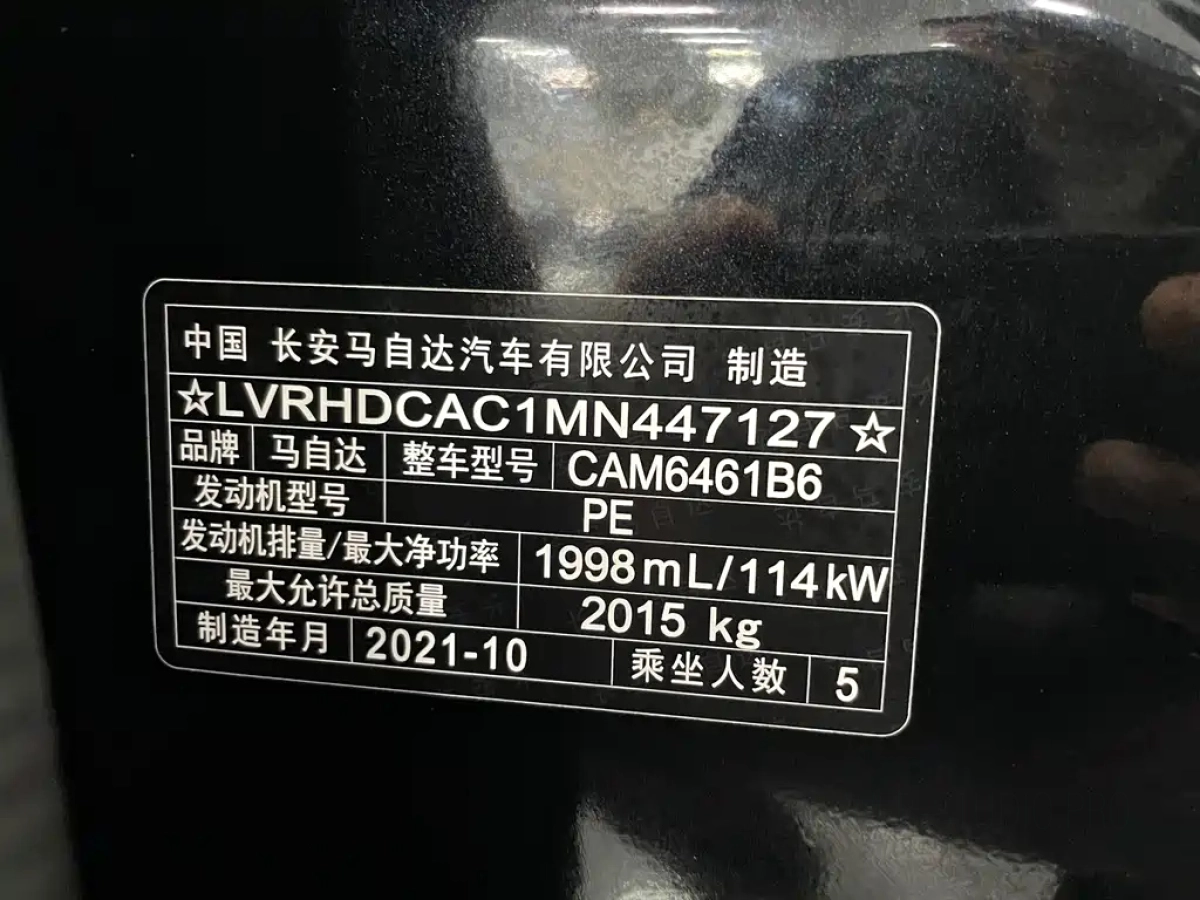 中国 长安马自达汽车有限公司 制造
☆LVRHDCAC1MN447127☆
品牌 马自达 整车型号 CAM6461B6
发动机型号 PE
发动机排量/最大净功率 1998mL/114kW
最大允许总质量 2015 kg
制造年月 2021-10 乘坐人数 5